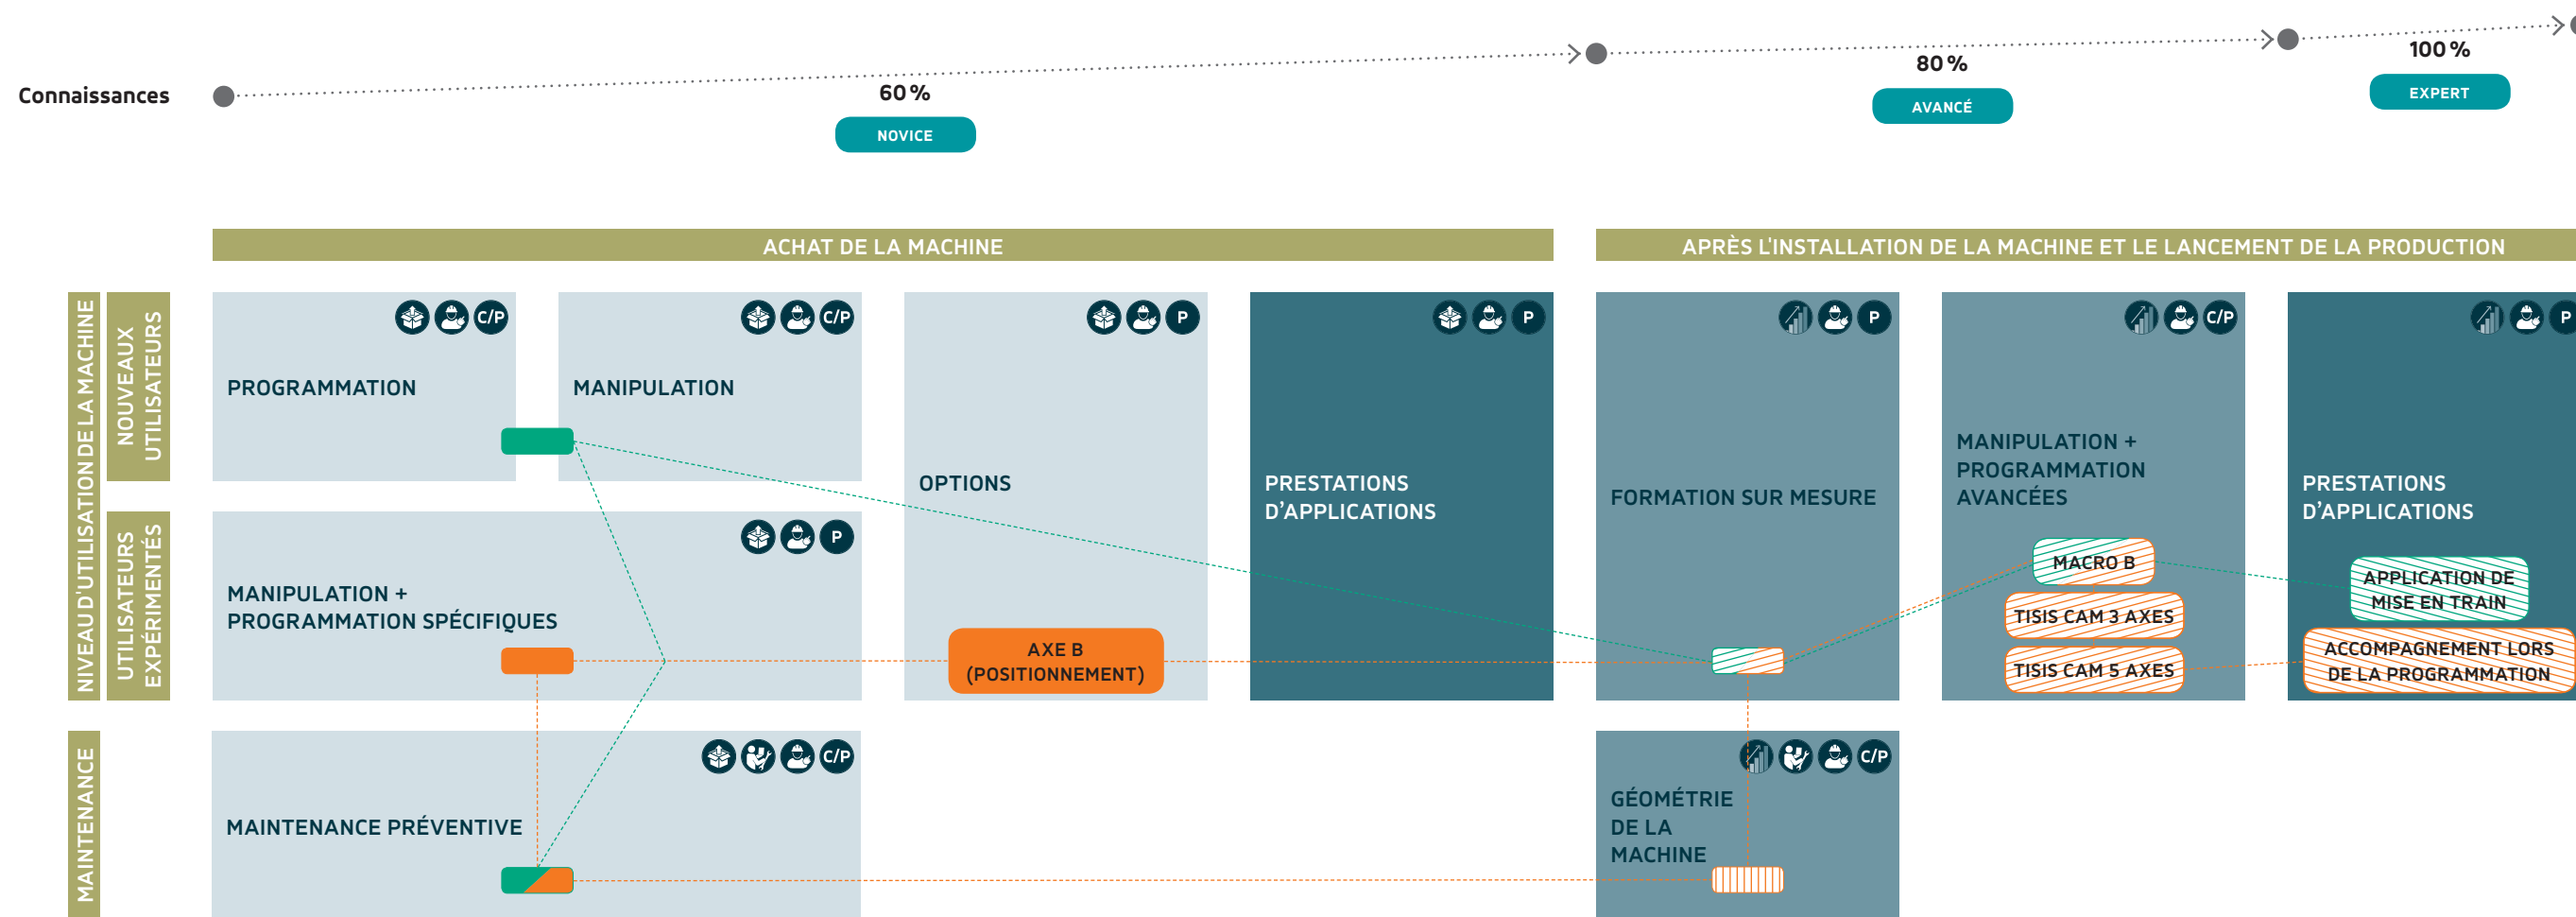 Connaissances
60 %
NOVICE
80 %
AVANCÉ
100 %
EXPERT
ACHAT DE LA MACHINE
APRÈS L'INSTALLATION DE LA MACHINE ET LE LANCEMENT DE LA PRODUCTION
NIVEAU D'UTILISATION DE LA MACHINE
NOUVEAUX
UTILISATEURS
C/P
PROGRAMMATION
C/P
MANIPULATION
P
OPTIONS
AXE B
(POSITIONNEMENT)
P
PRESTATIONS
D’APPLICATIONS
P
FORMATION SUR MESURE
C/P
MANIPULATION +
PROGRAMMATION
AVANCÉES
MACRO B
TISIS CAM 3 AXES
TISIS CAM 5 AXES
P
PRESTATIONS
D’APPLICATIONS
APPLICATION DE
MISE EN TRAIN
ACCOMPAGNEMENT LORS
DE LA PROGRAMMATION
UTILISATEURS
EXPÉRIMENTÉS
P
MANIPULATION +
PROGRAMMATION SPÉCIFIQUES
MAINTENANCE
C/P
MAINTENANCE PRÉVENTIVE
C/P
GÉOMÉTRIE
DE LA
MACHINE